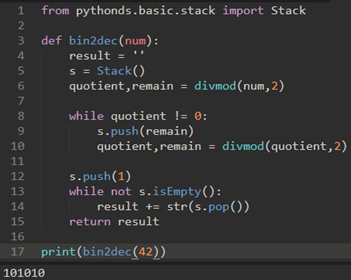 1 from pythonds.basic.stack import Stack
2
3 def bin2dec(num):
4     result = ''
5     s = Stack()
6     quotient,remain = divmod(num,2)
7
8     while quotient != 0:
9         s.push(remain)
10         quotient,remain = divmod(quotient,2)
11
12     s.push(1)
13     while not s.isEmpty():
14         result += str(s.pop())
15     return result
16
17 print(bin2dec(42))
101010